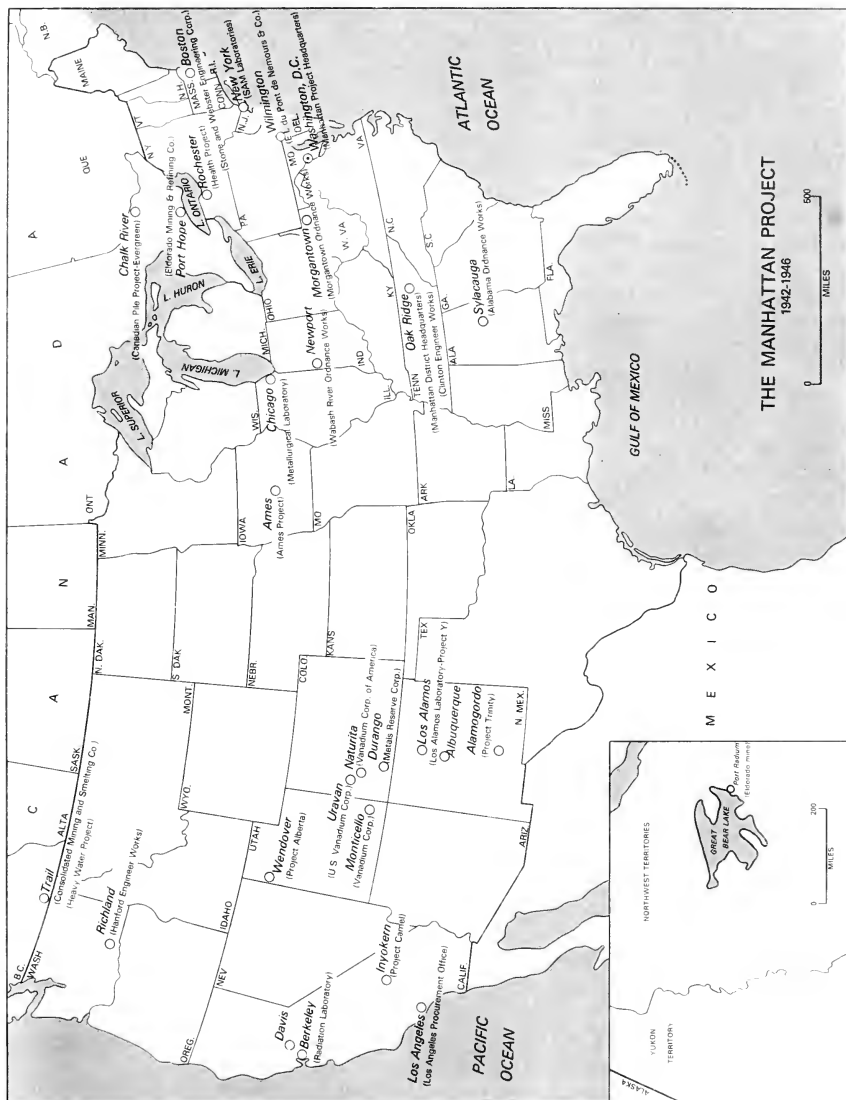 THE MANHATTAN PROJECT
1942-1946
0 500
MILES
C A N A D A
B.C.
ALTA
SASK.
MAN.
ONT
QUE
N.B.
WASH
OREG.
IDAHO
MONT.
N. DAK.
S DAK
MINN.
WYO.
NEBR.
IOWA
WIS.
MICH.
NEV
UTAH
COLO.
KANS
MO
ILL
IND
OHIO
PA
N Y
VT
N.H.
MAINE
MASS.
CONN.
R.I.
N.J.
DEL.
W. VA
VA
KY
TENN
N.C
S.C
GA.
ALA
MISS
FLA
ARK
LA
OKLA
TEX
N. MEX.
ARIZ
CALIF.
L. SUPERIOR
L. MICHIGAN
L. HURON
L. ERIE
L. ONTARIO
PACIFIC
OCEAN
ATLANTIC
OCEAN
GULF OF MEXICO
M E X I C O
Trail
(Consolidated Mining and Smelting Co.)
(Heavy Water Project)
Richland
(Hanford Engineer Works)
Wendover
(Project Alberta)
Uravan
(U S Vanadium Corp.)
Monticello
(Vanadium Corp.)
Naturita
(Vanadium Corp. of America)
Durango
(Metals Reserve Corp.)
Davis
Berkeley
(Radiation Laboratory)
Inyokern
(Project Camel)
Los Angeles
(Los Angeles Procurement Office)
Los Alamos
(Los Alamos Laboratory-Project Y)
Albuquerque
Alamogordo
(Project Trinity)
Ames
(Ames Project)
Chicago
(Metallurgical Laboratory)
Newport
(Wabash River Ordnance Works)
Oak Ridge
(Manhattan District Headquarters)
(Clinton Engineer Works)
Sylacauga
(Alabama Ordnance Works)
Morgantown
(Morgantown Ordnance Works)
Chalk River
(Canadian Pile Project-Evergreen)
Port Hope
(Eldorado Mining & Refining Co.)
Rochester
(Health Project)
Boston
(Stone and Webster Engineering Corp.)
New York
(SAM Laboratories)
Wilmington
(E I. du Pont de Nemours & Co.)
Washington, D.C.
(Manhattan Project Headquarters)
ALASKA
YUKON
TERRITORY
NORTHWEST TERRITORIES
GREAT
BEAR LAKE
Port Radium
(Eldorado mine)
0 200
MILES